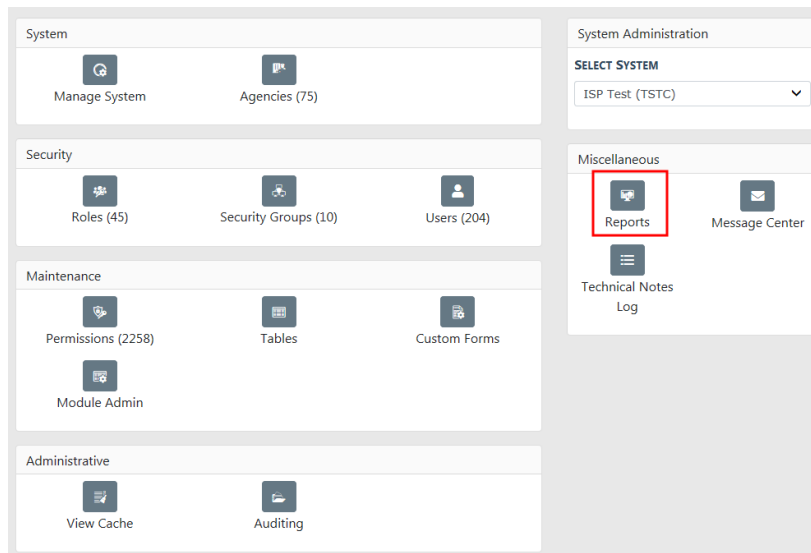 System
Manage System
Agencies (75)
Security
Roles (45)
Security Groups (10)
Users (204)
Maintenance
Permissions (2258)
Tables
Custom Forms
Module Admin
Administrative
View Cache
Auditing
System Administration
SELECT SYSTEM
ISP Test (TSTC)
Miscellaneous
Reports
Message Center
Technical Notes
Log